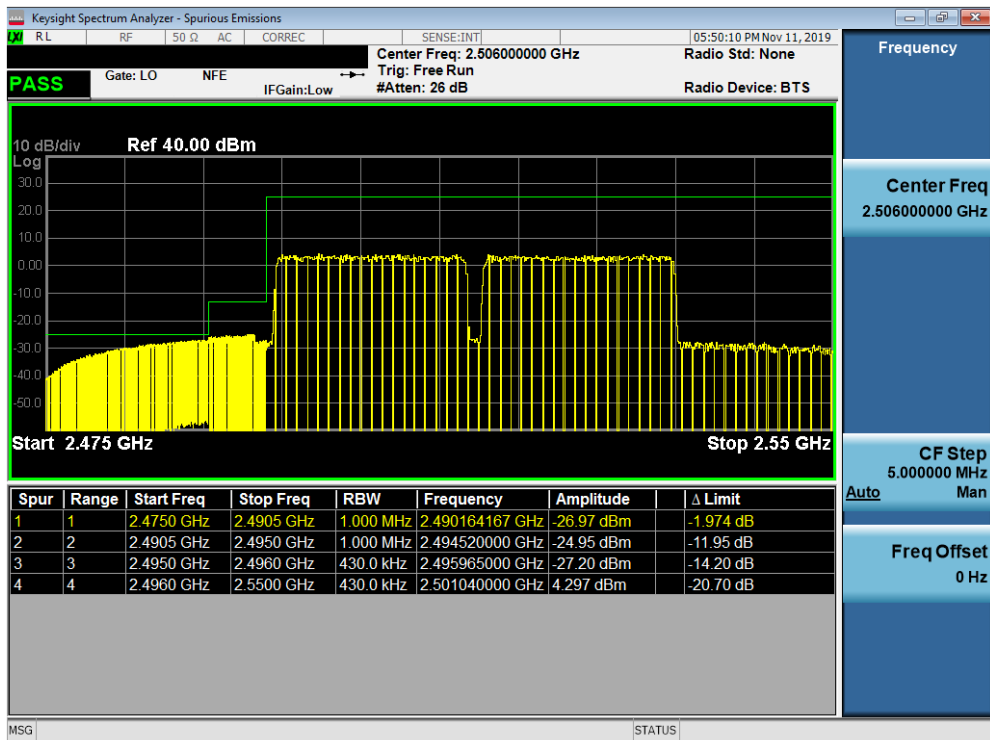 Keysight Spectrum Analyzer - Spurious Emissions
LXI RL RF 50 Ω AC CORREC SENSE:INT 05:50:10 PM Nov 11, 2019
Center Freq: 2.506000000 GHz Radio Std: None
PASS Gate: LO NFE Trig: Free Run
IFGain:Low #Atten: 26 dB Radio Device: BTS
10 dB/div Ref 40.00 dBm
Log
30.0
20.0
10.0
0.00
-10.0
-20.0
-30.0
-40.0
-50.0
Start 2.475 GHz Stop 2.55 GHz
Spur Range Start Freq Stop Freq RBW Frequency Amplitude Δ Limit
1 1 2.4750 GHz 2.4905 GHz 1.000 MHz 2.490164167 GHz -26.97 dBm -1.974 dB
2 2 2.4905 GHz 2.4950 GHz 1.000 MHz 2.494520000 GHz -24.95 dBm -11.95 dB
3 3 2.4950 GHz 2.4960 GHz 430.0 kHz 2.495965000 GHz -27.20 dBm -14.20 dB
4 4 2.4960 GHz 2.5500 GHz 430.0 kHz 2.501040000 GHz 4.297 dBm -20.70 dB
Frequency
Center Freq
2.506000000 GHz
CF Step
5.000000 MHz
Auto Man
Freq Offset
0 Hz
MSG STATUS